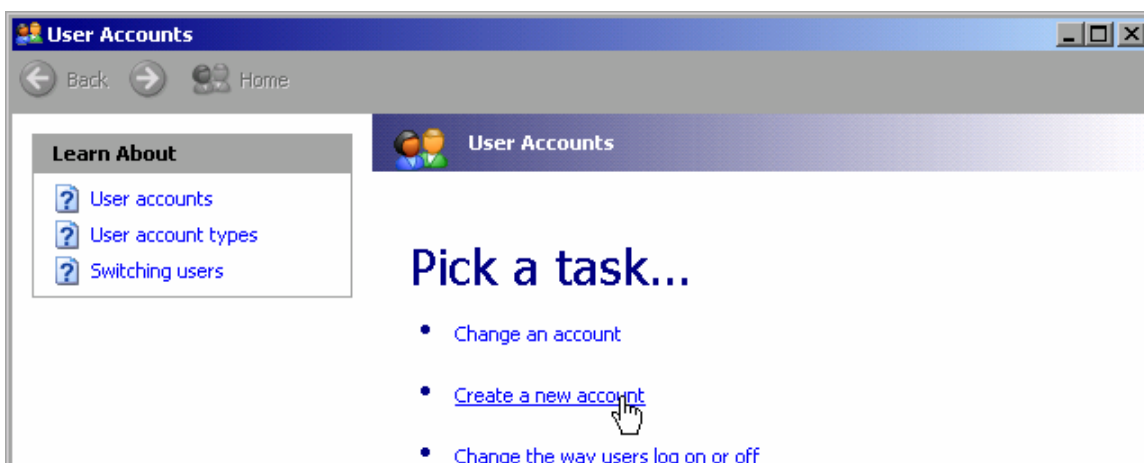 User Accounts
Back Home
Learn About
User accounts
User account types
Switching users
User Accounts
Pick a task...
Change an account
Create a new account
Change the way users log on or off